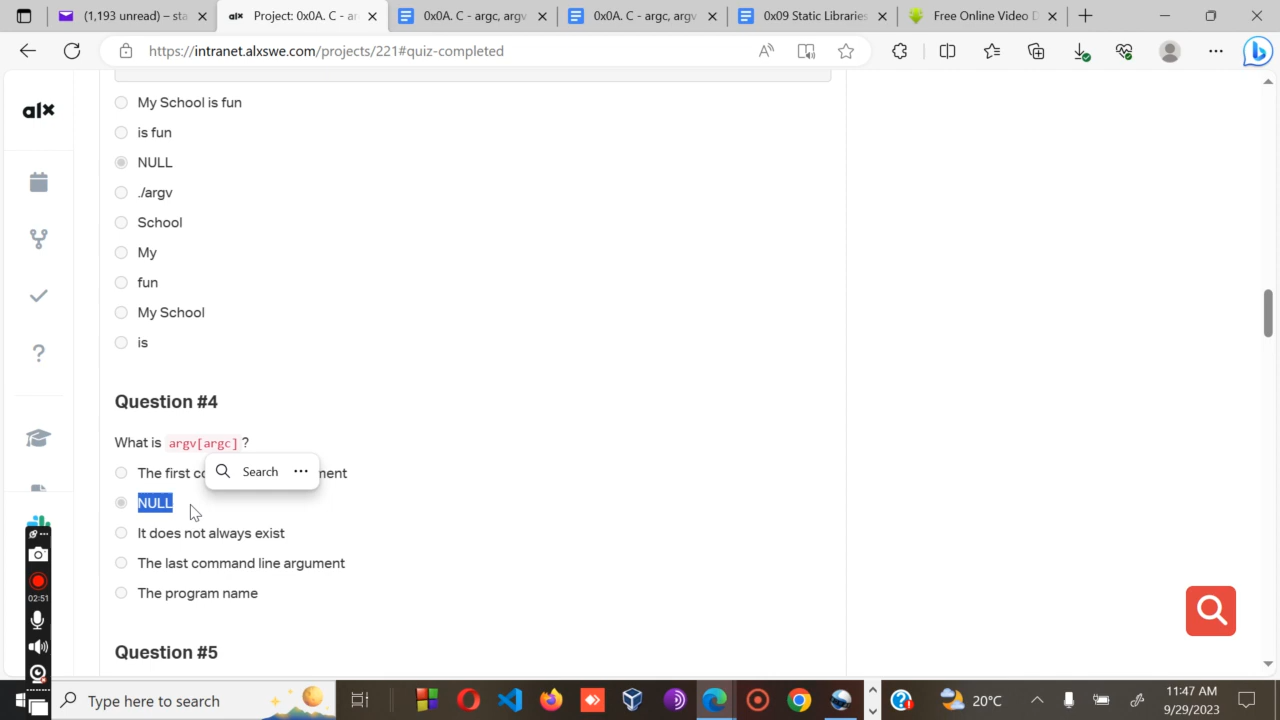 (1,193 unread) – sta
alx Project: 0x0A. C - ar
0x0A. C - argc, argv
0x0A. C - argc, argv
0x09 Static Libraries
Free Online Video D
https://intranet.alxswe.com/projects/221#quiz-completed
alx
My School is fun
is fun
NULL
./argv
School
My
fun
My School
is
Question #4
What is argv[argc] ?
The first co
ment
Search
NULL
It does not always exist
The last command line argument
The program name
Question #5
02:51
Type here to search
20°C
11:47 AM
9/29/2023